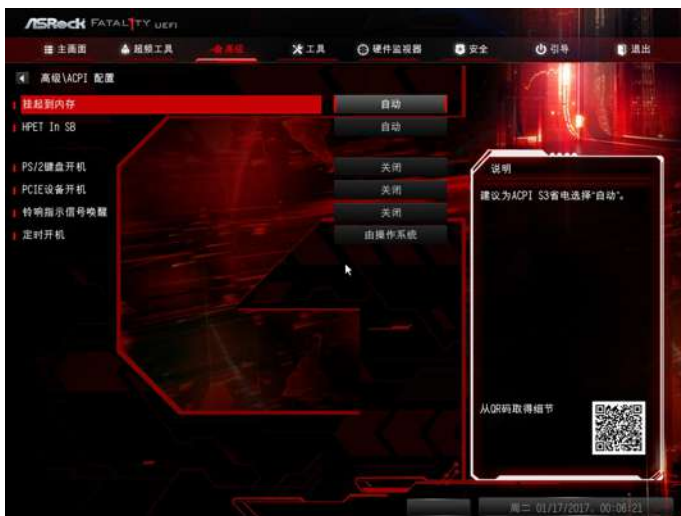 ASRock FATAL1TY UEFI
主画面 超频工具 高级 工具 硬件监视器 安全 引导 退出
高级\ACPI 配置
挂起到内存 自动
HPET In SB 自动
PS/2键盘开机 关闭
PCIE设备开机 关闭
铃响指示信号唤醒 关闭
定时开机 由操作系统
说明
建议为ACPI S3省电选择“自动”。
从QR码取得细节
周二 01/17/2017, 00:06:21